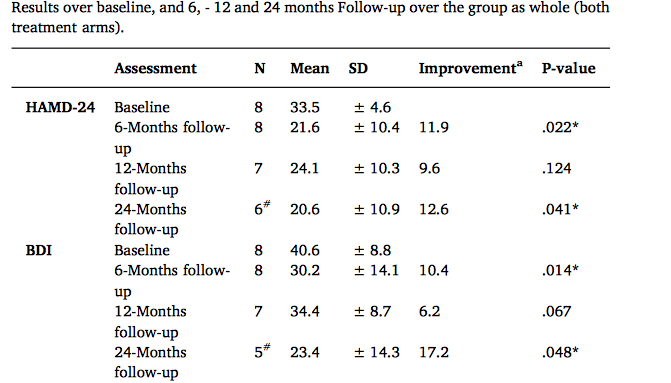 Results over baseline, and 6, - 12 and 24 months Follow-up over the group as whole (both
treatment arms).
Assessment N Mean SD Improvementª P-value
HAMD-24 Baseline 8 33.5 ± 4.6
6-Months follow- 8 21.6 ± 10.4 11.9 .022*
up
12-Months 7 24.1 ± 10.3 9.6 .124
follow-up
24-Months 6# 20.6 ± 10.9 12.6 .041*
follow-up
BDI Baseline 8 40.6 ± 8.8
6-Months follow- 8 30.2 ± 14.1 10.4 .014*
up
12-Months 7 34.4 ± 8.7 6.2 .067
follow-up
24-Months 5# 23.4 ± 14.3 17.2 .048*
follow-up